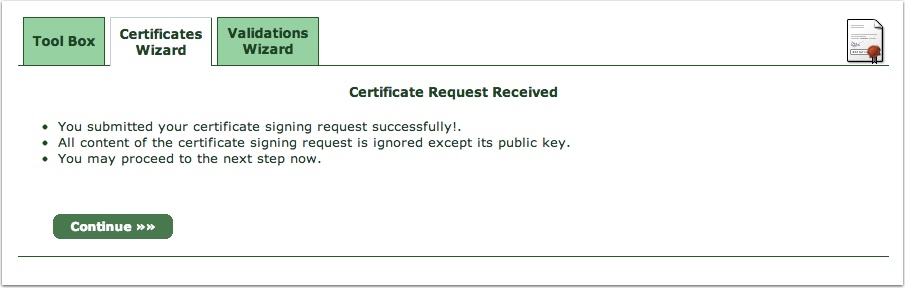 Tool Box
Certificates
Wizard
Validations
Wizard
Certificate Request Received
You submitted your certificate signing request successfully!.
All content of the certificate signing request is ignored except its public key.
You may proceed to the next step now.
Continue »»